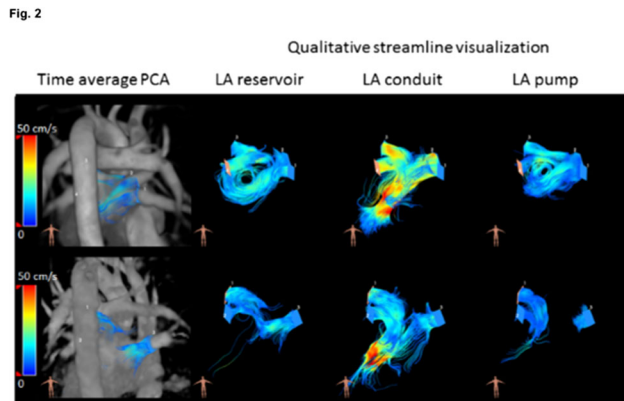 Fig. 2
Qualitative streamline visualization
Time average PCA LA reservoir LA conduit LA pump
50 cm/s
0
50 cm/s
0